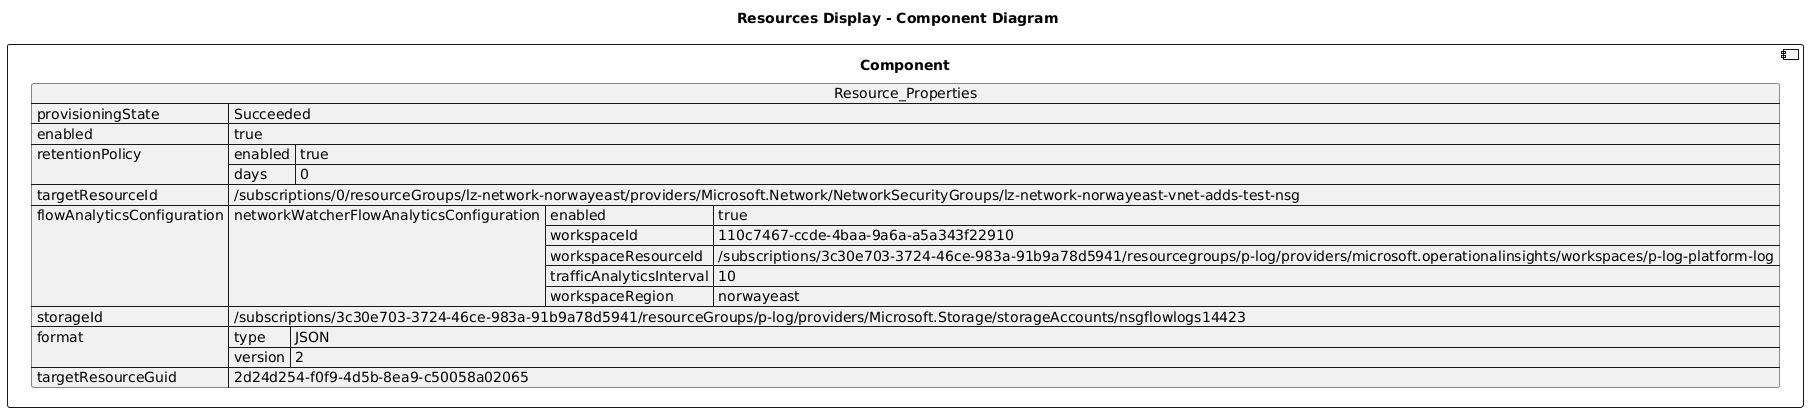 Resources Display - Component Diagram
Component
Resource_Properties
provisioningState Succeeded
enabled true
retentionPolicy enabled true
days 0
targetResourceId /subscriptions/0/resourceGroups/lz-network-norwayeast/providers/Microsoft.Network/NetworkSecurityGroups/lz-network-norwayeast-vnet-adds-test-nsg
flowAnalyticsConfiguration networkWatcherFlowAnalyticsConfiguration enabled true
workspaceId 110c7467-ccde-4baa-9a6a-a5a343f22910
workspaceResourceId /subscriptions/3c30e703-3724-46ce-983a-91b9a78d5941/resourcegroups/p-log/providers/microsoft.operationalinsights/workspaces/p-log-platform-log
trafficAnalyticsInterval 10
workspaceRegion norwayeast
storageId /subscriptions/3c30e703-3724-46ce-983a-91b9a78d5941/resourceGroups/p-log/providers/Microsoft.Storage/storageAccounts/nsgflowlogs14423
format type JSON
version 2
targetResourceGuid 2d24d254-f0f9-4d5b-8ea9-c50058a02065